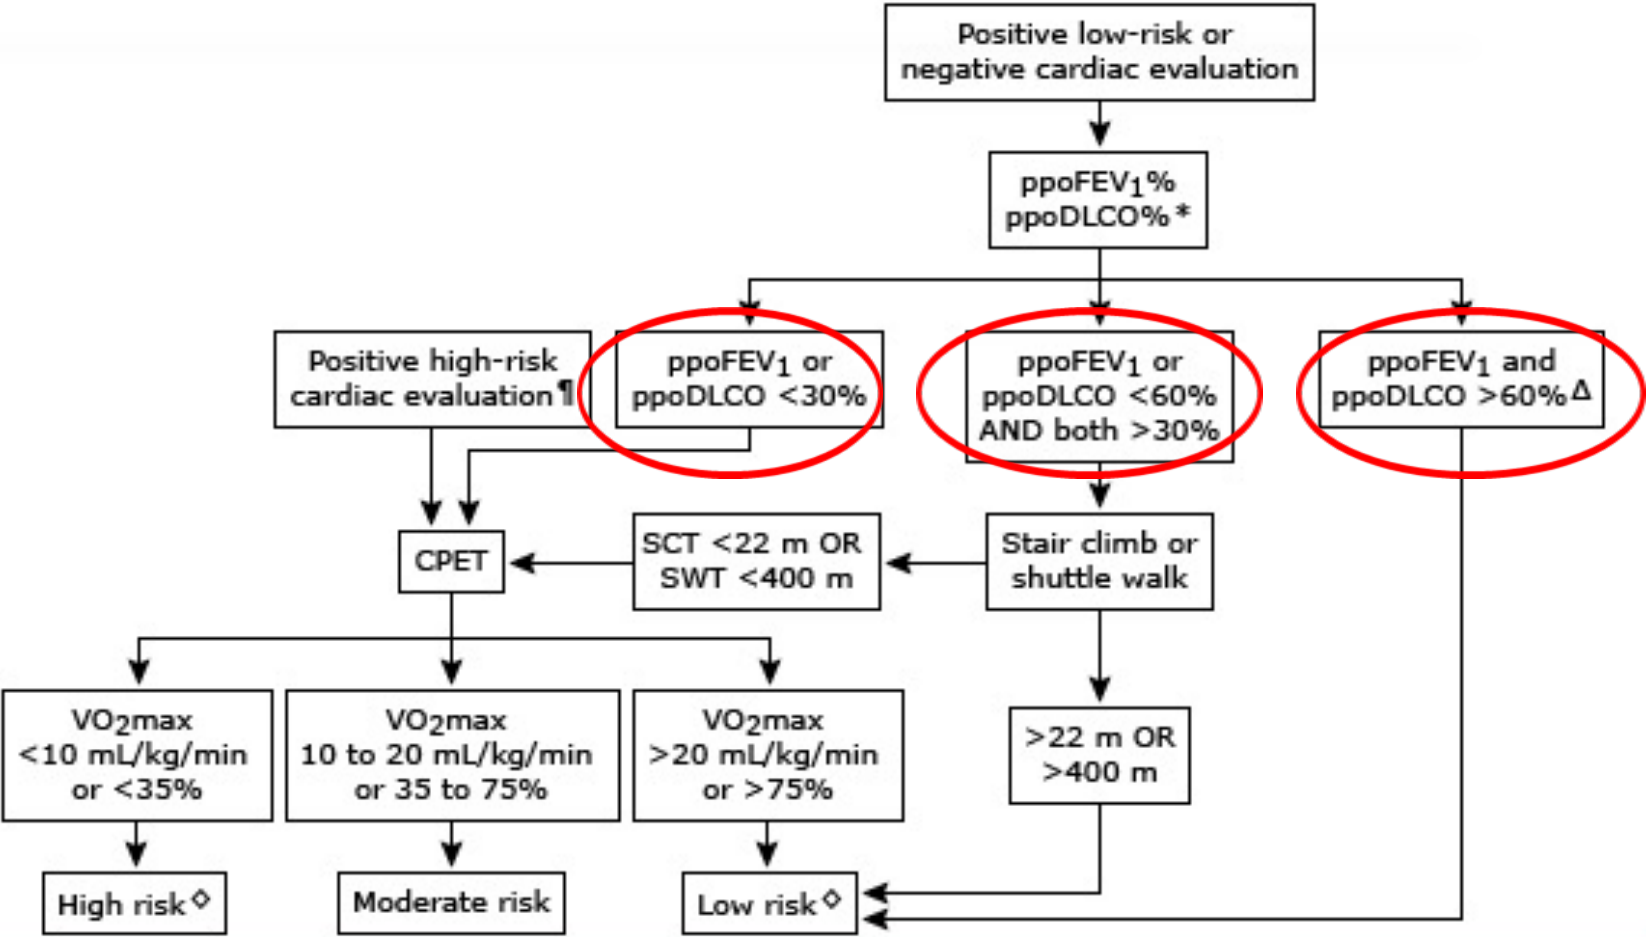 Positive low-risk or
negative cardiac evaluation
ppoFEV1%
ppoDLCO%*
Positive high-risk
cardiac evaluation¶
ppoFEV1 or
ppoDLCO <30%
ppoFEV1 or
ppoDLCO <60%
AND both >30%
ppoFEV1 and
ppoDLCO >60%Δ
CPET
SCT <22 m OR
SWT <400 m
Stair climb or
shuttle walk
VO2max
<10 mL/kg/min
or <35%
VO2max
10 to 20 mL/kg/min
or 35 to 75%
VO2max
>20 mL/kg/min
or >75%
>22 m OR
>400 m
High risk◊
Moderate risk
Low risk◊